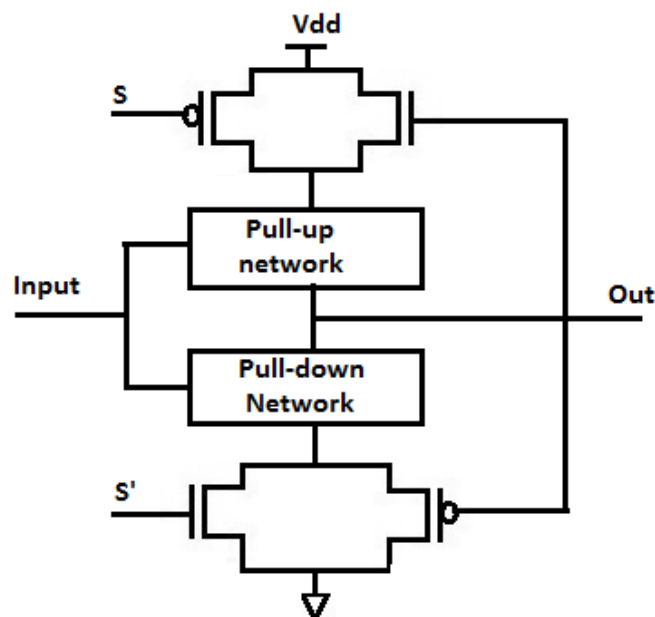 Vdd
S
Pull-up
network
Input
Out
Pull-down
Network
S'